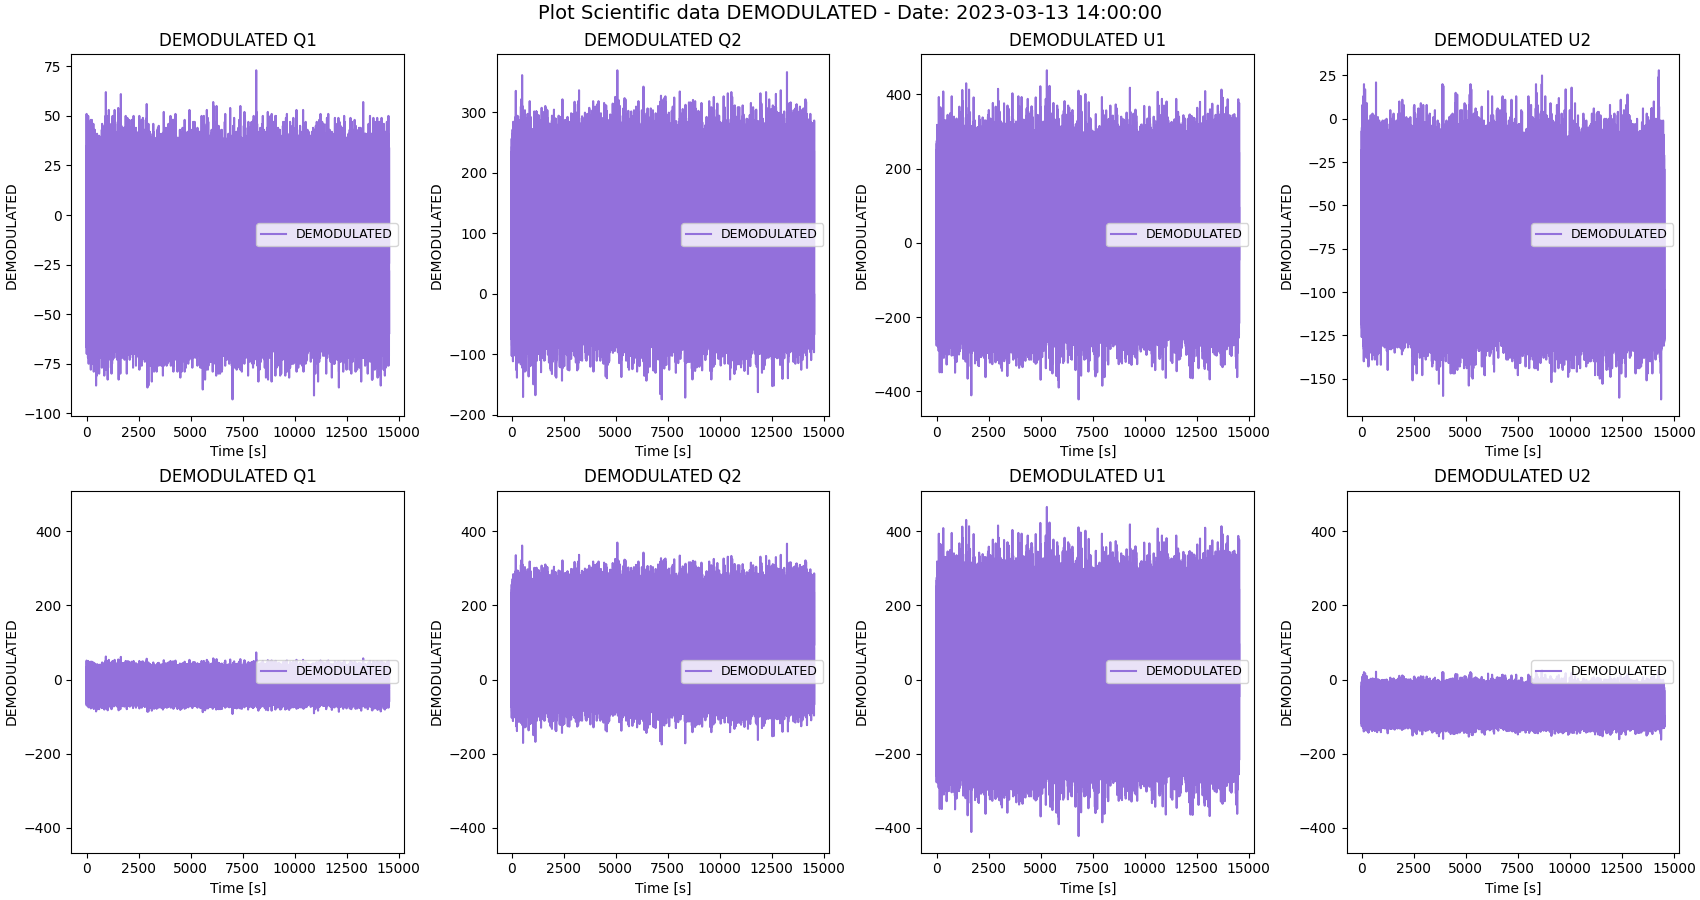 Plot Scientific data DEMODULATED - Date: 2023-03-13 14:00:00
DEMODULATED Q1
DEMODULATED
75
50
25
0
−25
−50
−75
−100
DEMODULATED
0 2500 5000 7500 10000 12500 15000
Time [s]
DEMODULATED Q2
DEMODULATED
300
200
100
0
−100
−200
DEMODULATED
0 2500 5000 7500 10000 12500 15000
Time [s]
DEMODULATED U1
DEMODULATED
400
200
0
−200
−400
DEMODULATED
0 2500 5000 7500 10000 12500 15000
Time [s]
DEMODULATED U2
DEMODULATED
25
0
−25
−50
−75
−100
−125
−150
DEMODULATED
0 2500 5000 7500 10000 12500 15000
Time [s]
DEMODULATED Q1
DEMODULATED
400
200
0
−200
−400
DEMODULATED
0 2500 5000 7500 10000 12500 15000
Time [s]
DEMODULATED Q2
DEMODULATED
400
200
0
−200
−400
DEMODULATED
0 2500 5000 7500 10000 12500 15000
Time [s]
DEMODULATED U1
DEMODULATED
400
200
0
−200
−400
DEMODULATED
0 2500 5000 7500 10000 12500 15000
Time [s]
DEMODULATED U2
DEMODULATED
400
200
0
−200
−400
DEMODULATED
0 2500 5000 7500 10000 12500 15000
Time [s]